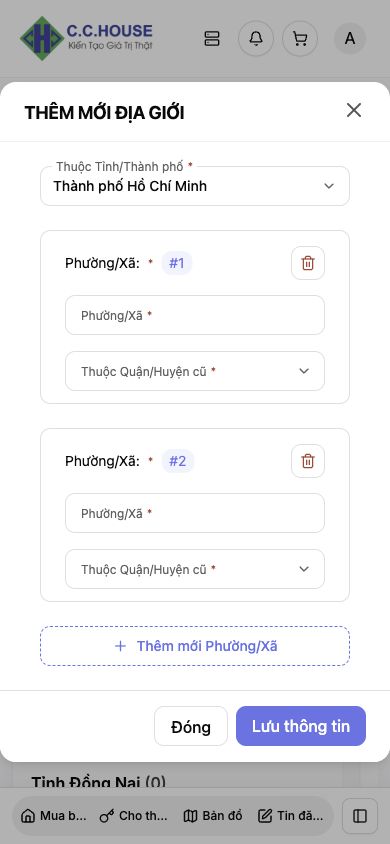 C.C.HOUSE
Kiến Tạo Giá Trị Thật
A
THÊM MỚI ĐỊA GIỚI
Thuộc Tỉnh/Thành phố *
Thành phố Hồ Chí Minh
Phường/Xã: * #1
Phường/Xã *
Thuộc Quận/Huyện cũ *
Phường/Xã: * #2
Phường/Xã *
Thuộc Quận/Huyện cũ *
+ Thêm mới Phường/Xã
Đóng
Lưu thông tin
Tỉnh Đồng Nai (0)
Mua b...
Cho th...
Bản đồ
Tin đă...